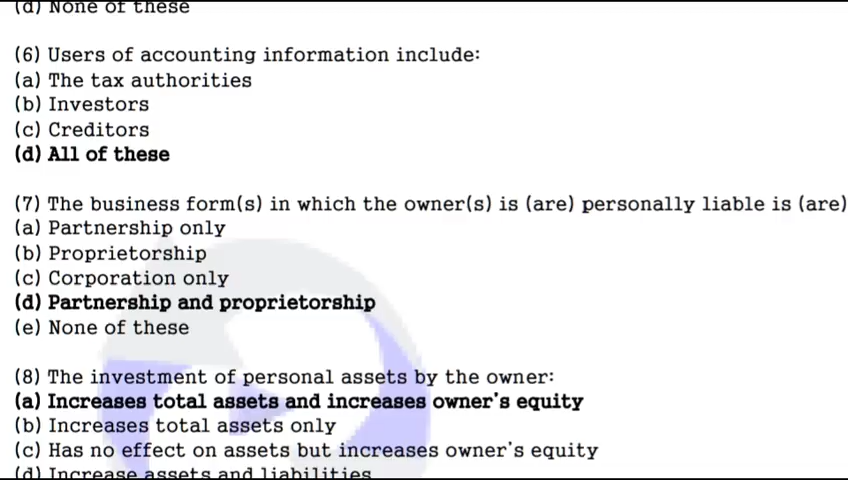 (d) None of these
(6) Users of accounting information include:
(a) The tax authorities
(b) Investors
(c) Creditors
(d) All of these
(7) The business form(s) in which the owner(s) is (are) personally liable is (are)
(a) Partnership only
(b) Proprietorship
(c) Corporation only
(d) Partnership and proprietorship
(e) None of these
(8) The investment of personal assets by the owner:
(a) Increases total assets and increases owner's equity
(b) Increases total assets only
(c) Has no effect on assets but increases owner's equity
(d) Increase assets and liabilities